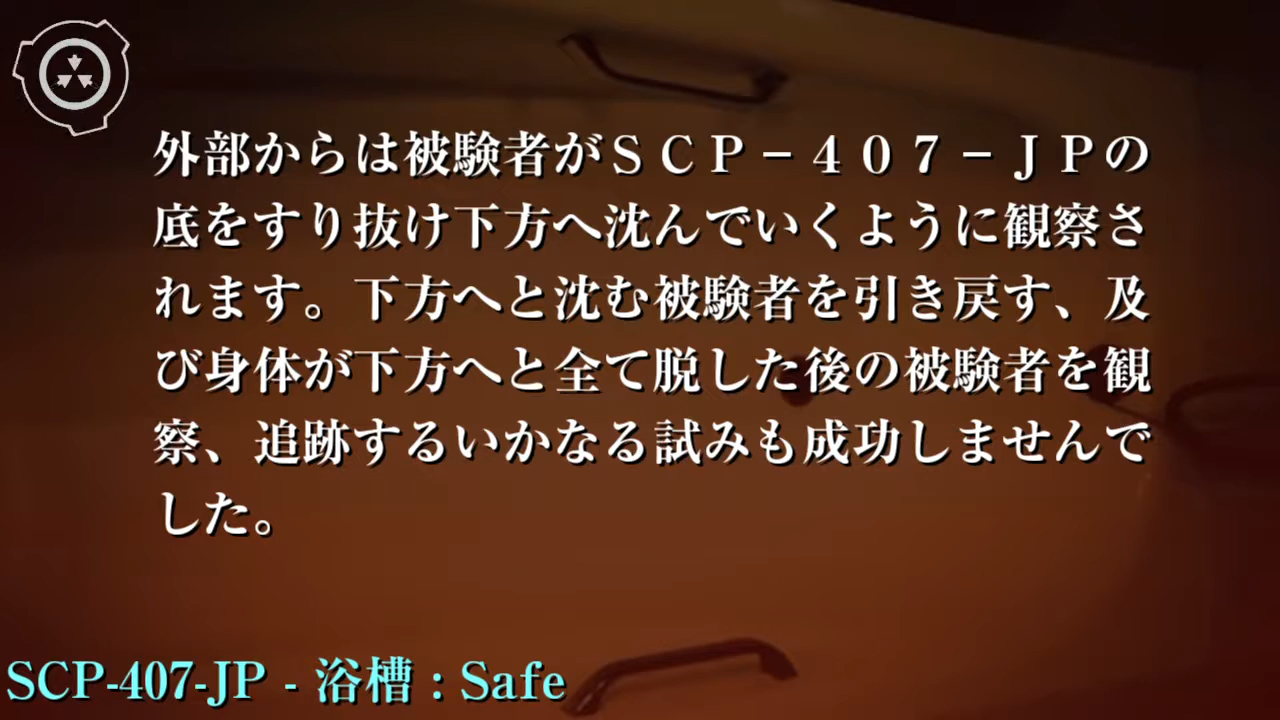 外部からは被験者がＳＣＰ－４０７－ＪＰの
底をすり抜け下方へ沈んでいくように観察さ
れます。下方へと沈む被験者を引き戻す、及
び身体が下方へと全て脱した後の被験者を観
察、追跡するいかなる試みも成功しませんで
した。
SCP-407-JP - 浴槽 : Safe